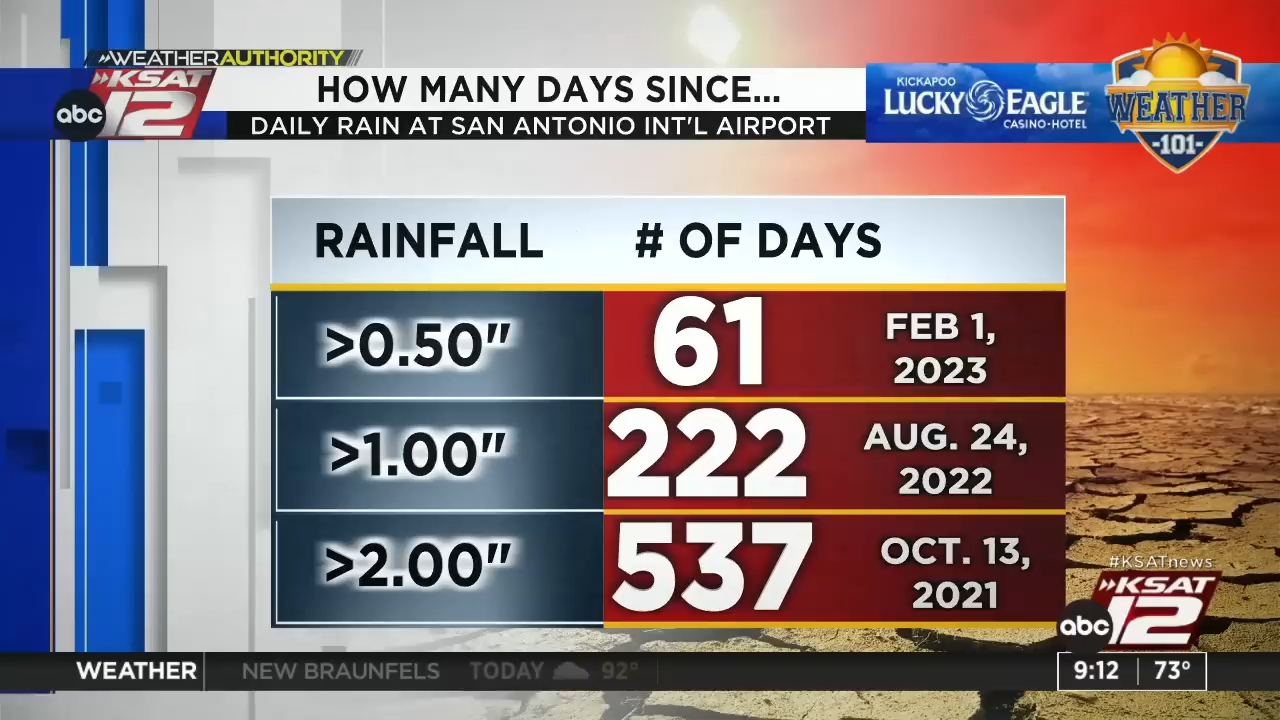 WEATHERAUTHORITY
KSAT
abc 12
HOW MANY DAYS SINCE...
DAILY RAIN AT SAN ANTONIO INT'L AIRPORT
KICKAPOO
LUCKY EAGLE
CASINO•HOTEL
WEATHER
-101-
RAINFALL # OF DAYS
>0.50" 61 FEB 1,
2023
>1.00" 222 AUG. 24,
2022
>2.00" 537 OCT. 13,
2021
#KSATnews
KSAT
abc 12
WEATHER NEW BRAUNFELS TODAY 92° 9:12 73°